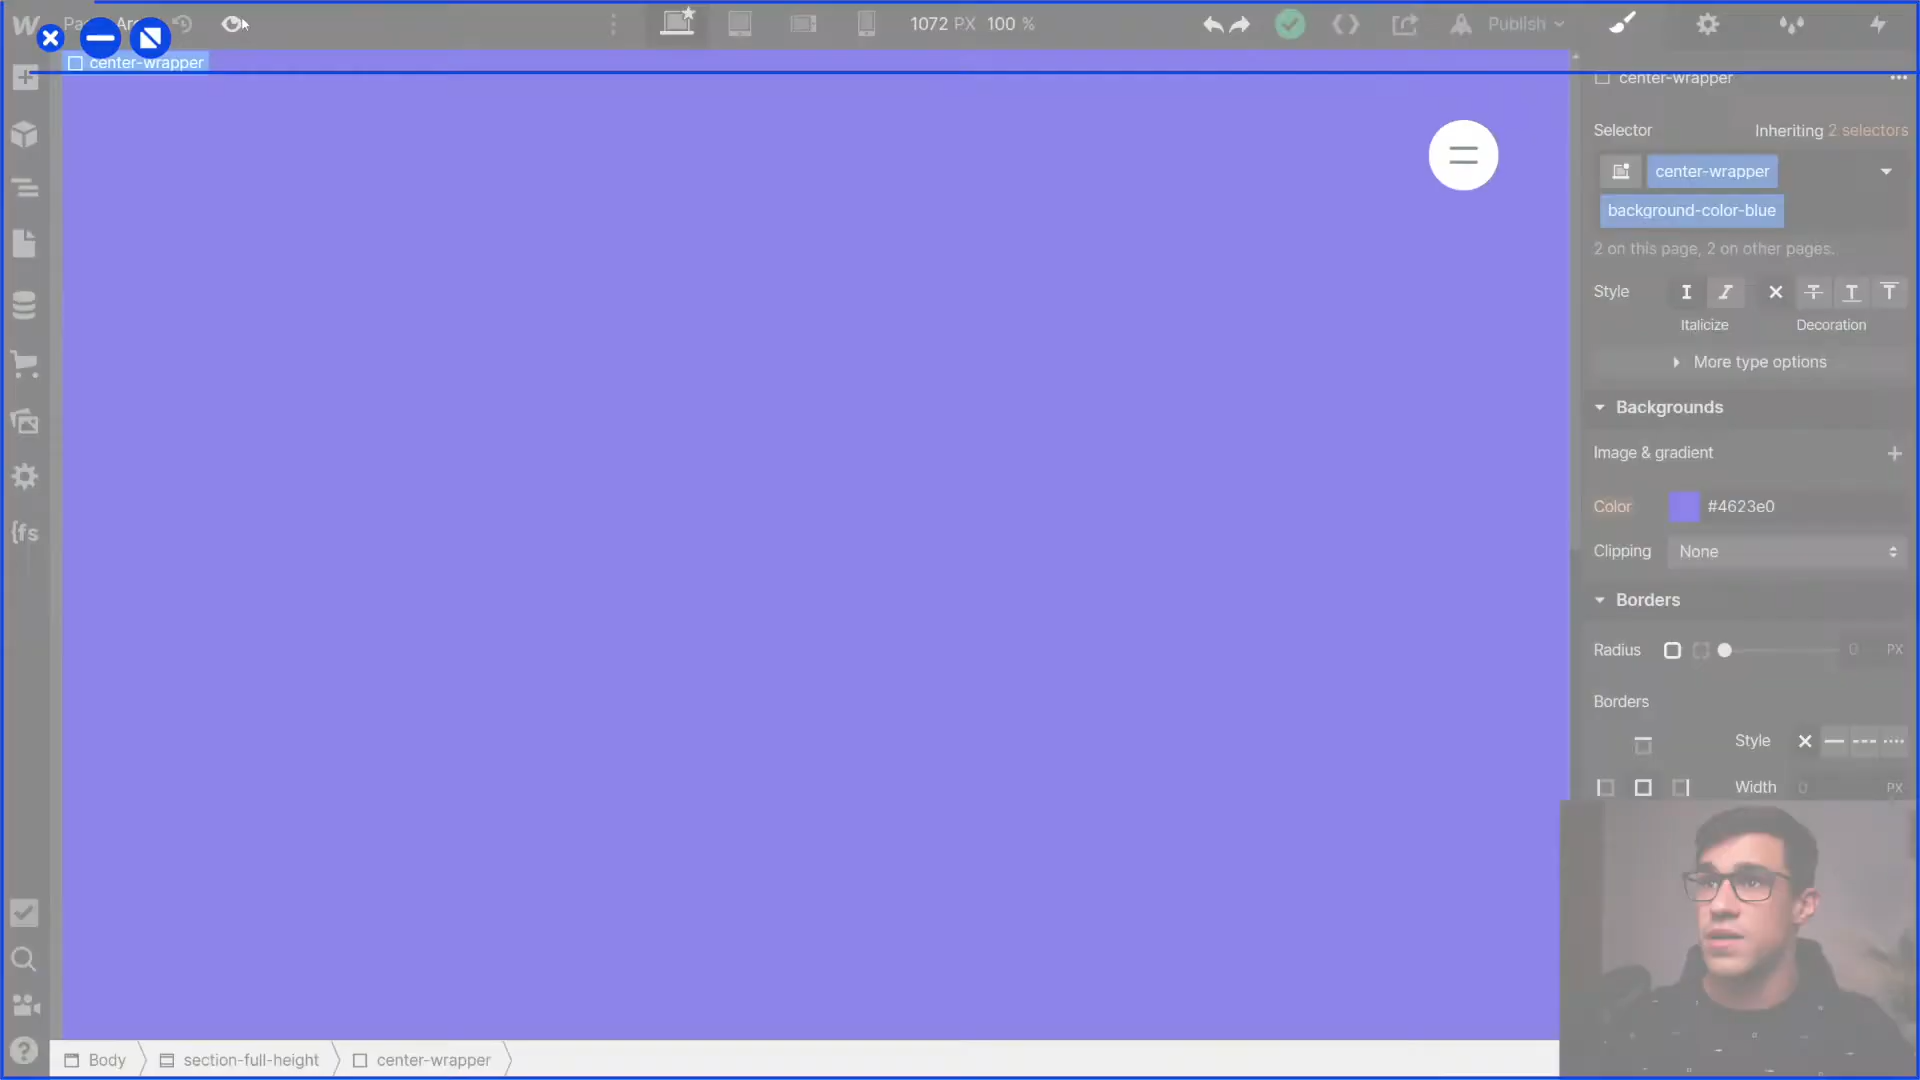 1072 PX 100 %
Publish
center-wrapper
center-wrapper
Selector
Inheriting 2 selectors
center-wrapper
background-color-blue
2 on this page, 2 on other pages.
Style
Italicize
Decoration
More type options
Backgrounds
Image & gradient
Color
#4623e0
Clipping
None
Borders
Radius
0 PX
Borders
Style
Width
0 PX
{fs
Body
section-full-height
center-wrapper